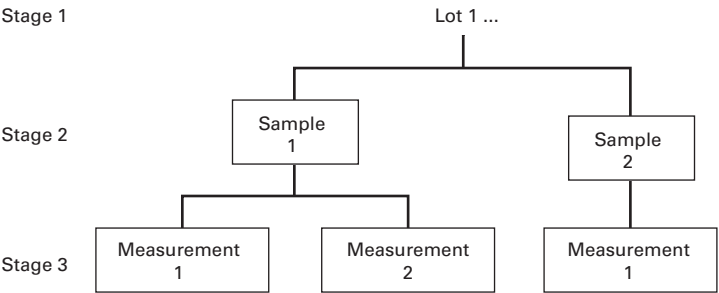 Stage 1
Lot 1 ...
Stage 2
Sample
1
Sample
2
Stage 3
Measurement
1
Measurement
2
Measurement
1